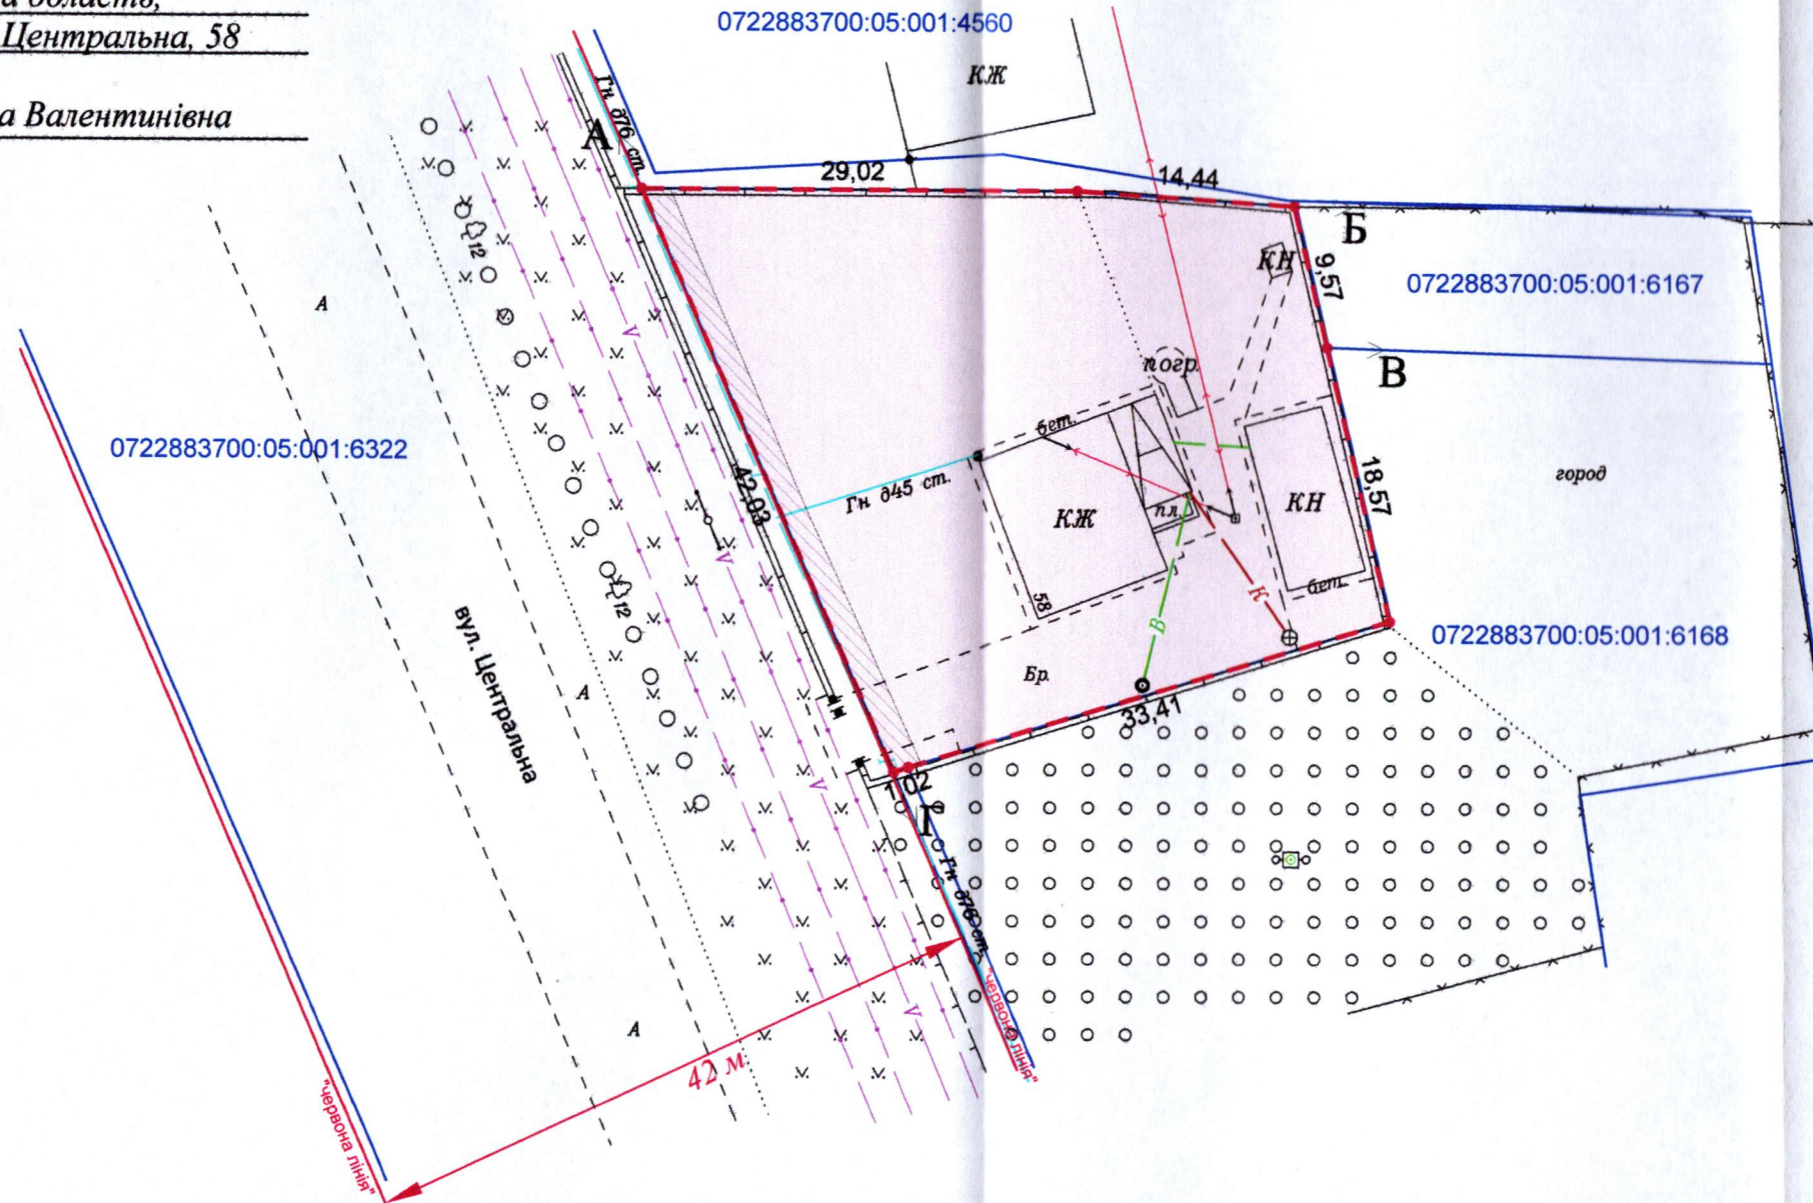 а область,
Центральна, 58
а Валентинівна
0722883700:05:001:4560
КЖ
Гн д76 ст.
А
29,02
14,44
Б
КН
9,57
0722883700:05:001:6167
12
А
V
погр.
В
0722883700:05:001:6322
бет.
42,03
Гн д45 ст.
КЖ
пл.
КН
18,57
город
V
58
бет.
К
12
В
0722883700:05:001:6168
вул. Центральна
А
Бр.
33,41
V
1,02
Г
Гн д76 ст.
V
"червона лінія"
А
42 м
"червона лінія"